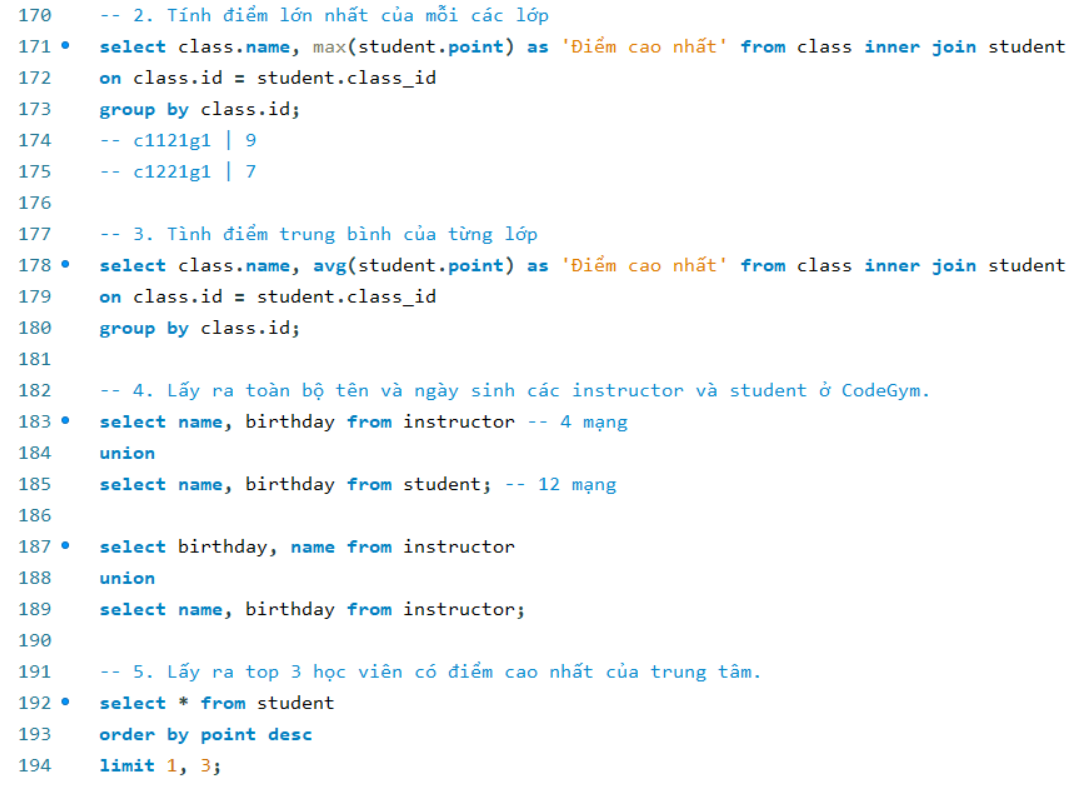 170 -- 2. Tính điểm lớn nhất của mỗi các lớp
171 select class.name, max(student.point) as 'Điểm cao nhất' from class inner join student
172 on class.id = student.class_id
173 group by class.id;
174 -- c1121g1 | 9
175 -- c1221g1 | 7
176
177 -- 3. Tình điểm trung bình của từng lớp
178 select class.name, avg(student.point) as 'Điểm cao nhất' from class inner join student
179 on class.id = student.class_id
180 group by class.id;
181
182 -- 4. Lấy ra toàn bộ tên và ngày sinh các instructor và student ở CodeGym.
183 select name, birthday from instructor -- 4 mạng
184 union
185 select name, birthday from student; -- 12 mạng
186
187 select birthday, name from instructor
188 union
189 select name, birthday from instructor;
190
191 -- 5. Lấy ra top 3 học viên có điểm cao nhất của trung tâm.
192 select * from student
193 order by point desc
194 limit 1, 3;